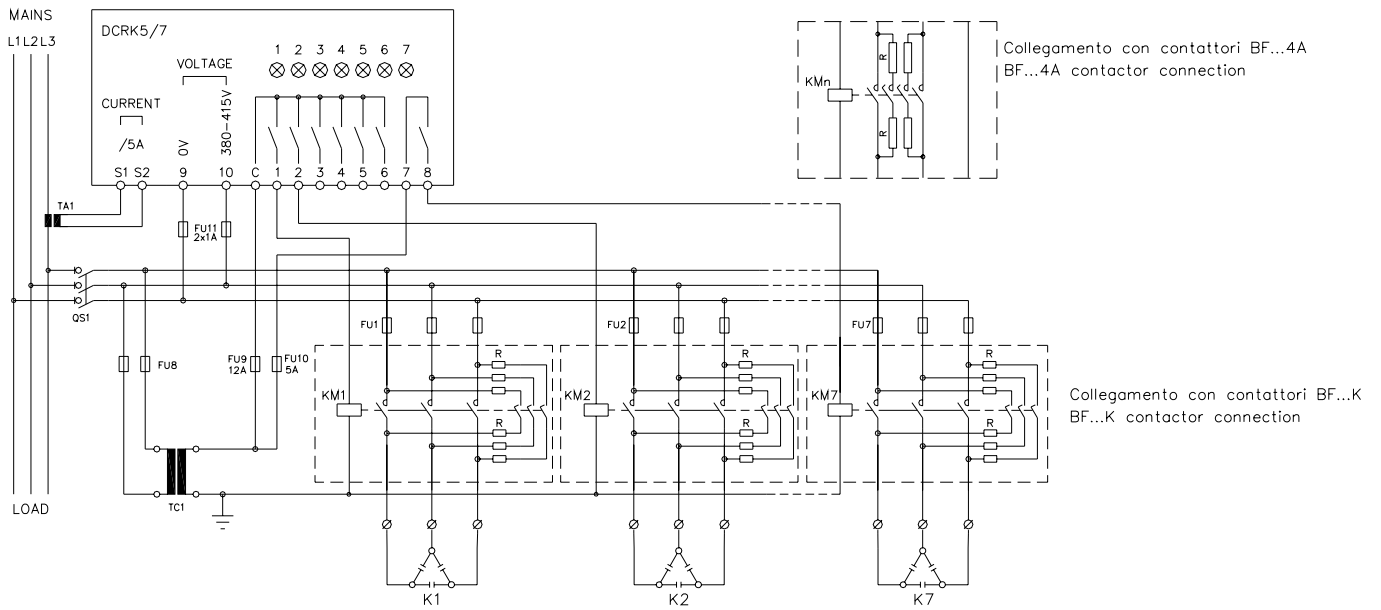 MAINS
L1 L2 L3
DCRK5/7
1 2 3 4 5 6 7
VOLTAGE
CURRENT
/5A
0V
380-415V
S1 S2 9 10 C 1 2 3 4 5 6 7 8
TA1
FU11
2x1A
QS1
FU8
FU9
12A
FU10
5A
TC1
LOAD
KMn
R
R
Collegamento con contattori BF...4A
BF...4A contactor connection
FU1
FU2
FU7
R
R
R
KM1
KM2
KM7
R
R
R
Collegamento con contattori BF...K
BF...K contactor connection
K1
K2
K7